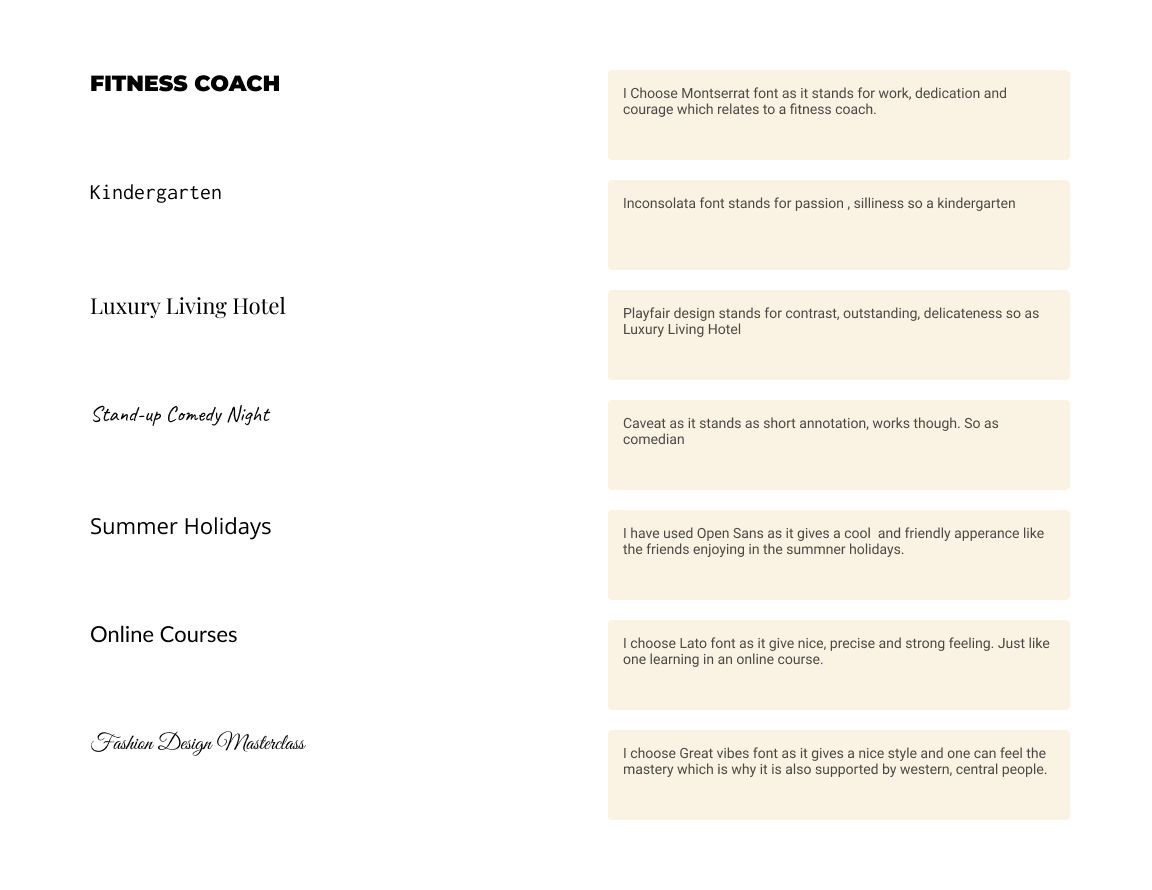 FITNESS COACH
I Choose Montserrat font as it stands for work, dedication and
courage which relates to a fitness coach.
Kindergarten
Inconsolata font stands for passion , silliness so a kindergarten
Luxury Living Hotel
Playfair design stands for contrast, outstanding, delicateness so as
Luxury Living Hotel
Stand-up Comedy Night
Caveat as it stands as short annotation, works though. So as
comedian
Summer Holidays
I have used Open Sans as it gives a cool  and friendly apperance like
the friends enjoying in the summner holidays.
Online Courses
I choose Lato font as it give nice, precise and strong feeling. Just like
one learning in an online course.
Fashion Design Masterclass
I choose Great vibes font as it gives a nice style and one can feel the
mastery which is why it is also supported by western, central people.